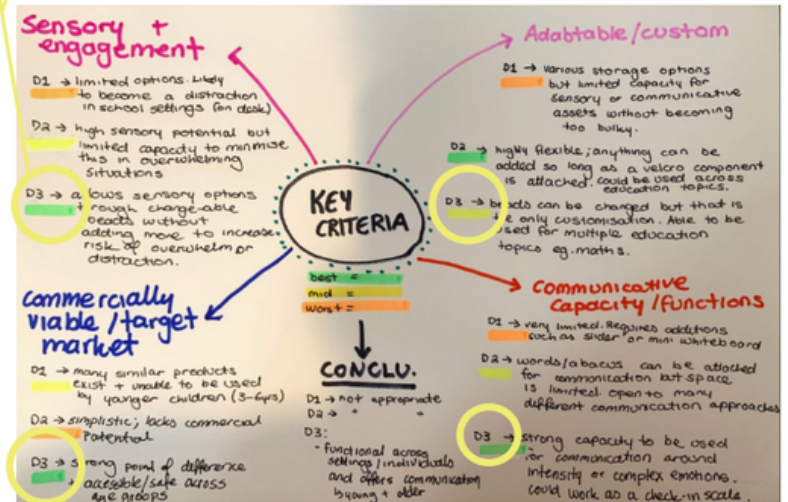 Sensory +
engagement
D1 → limited options. Likely
to become a distraction
in school settings (on desk)
D2 → high sensory potential but
limited capacity to minimise
this in overwhelming
situations
D3 → allows sensory options
through change-able
beads without
adding more to increase
risk of overwhelm or
distraction.
Adabtable/custom
D1 → various storage options
but limited capacity for
sensory or communicative
assets without becoming
too bulky.
D2 → highly flexible; anything can be
added so long as a velcro component
is attached. could be used across
education topics.
D3 → beads can be changed but that is
the only customisation. Able to be
used for multiple education
topics eg. maths.
KEY
CRITERIA
best =
mid =
worst =
Commercially
viable/target
market
D1 → many similar products
exist + unable to be used
by younger children (3-6yrs)
D2 → simplistic; lacks commercial
potential
D3 → strong point of difference
+ accesible/safe across
age groups
CONCLU.
D1 → not appropriate
D2 → " "
D3:
- functional across
settings/individuals
and offers communication
by young + older
Communicative
Capacity/functions
D1 → very limited. Requires additions
such as slider or mini whiteboard
D2 → words/abacus can be attached
for communication but space
is limited. open to many
different communication approaches
D3 → strong capacity to be used
for communication around
intensity or complex emotions.
could work as a check-in scale.